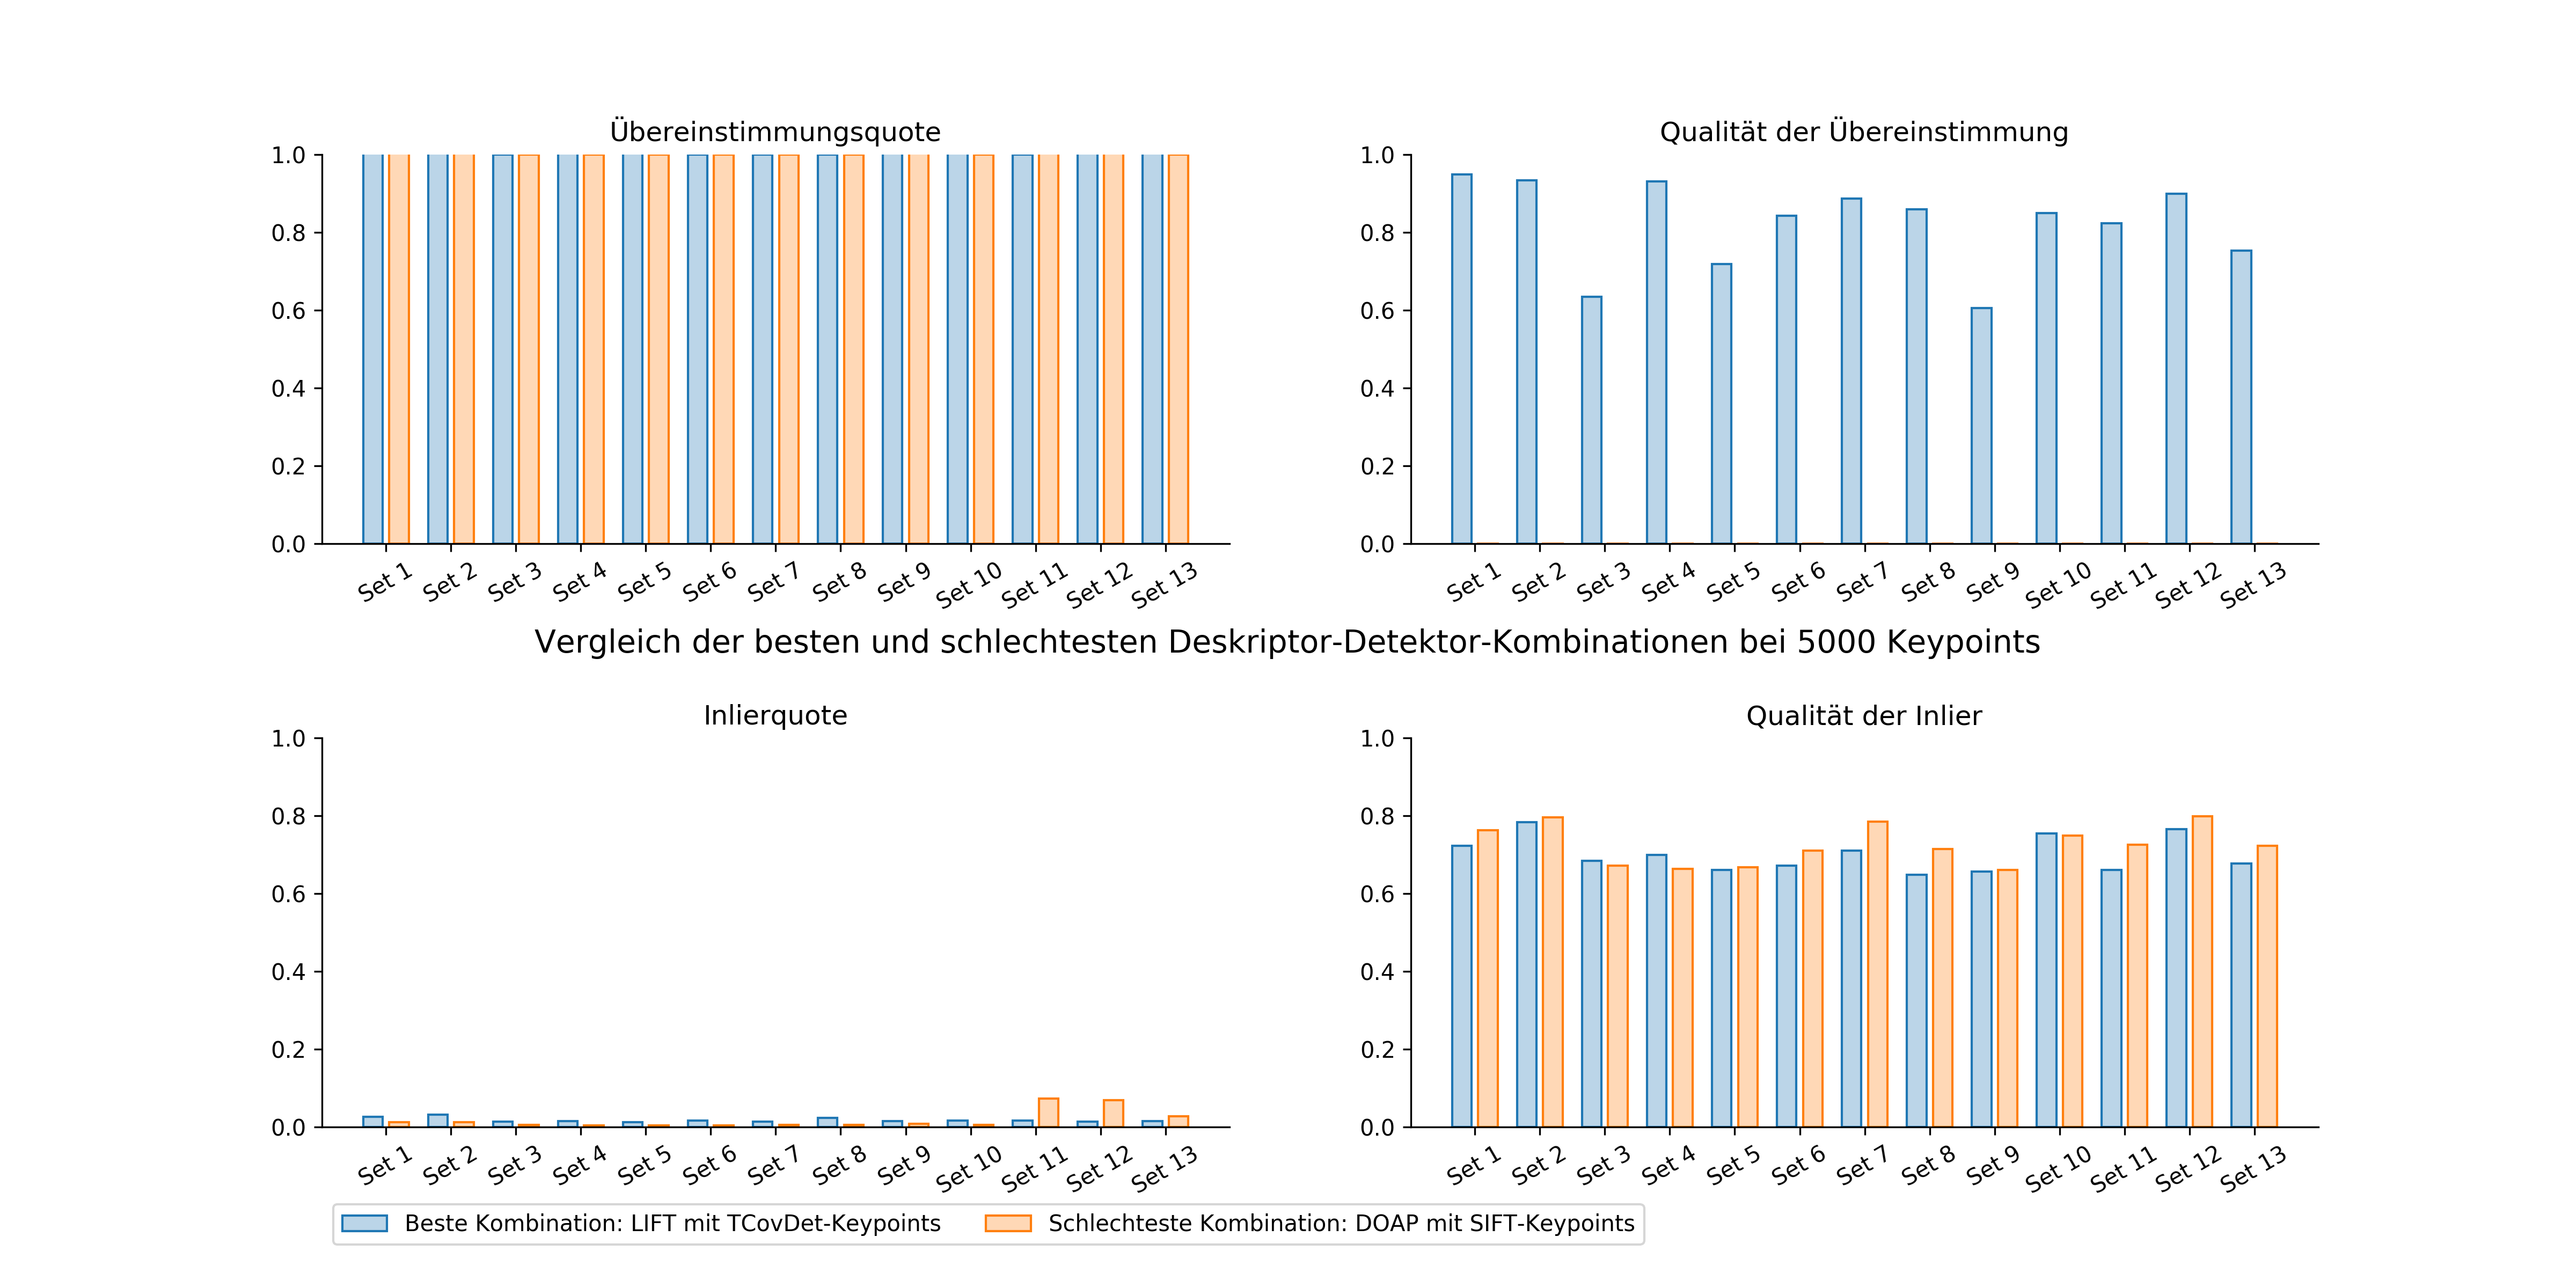 Übereinstimmungsquote
1.0
0.8
0.6
0.4
0.2
0.0
Set 1 Set 2 Set 3 Set 4 Set 5 Set 6 Set 7 Set 8 Set 9 Set 10 Set 11 Set 12 Set 13
Qualität der Übereinstimmung
1.0
0.8
0.6
0.4
0.2
0.0
Set 1 Set 2 Set 3 Set 4 Set 5 Set 6 Set 7 Set 8 Set 9 Set 10 Set 11 Set 12 Set 13
Vergleich der besten und schlechtesten Deskriptor-Detektor-Kombinationen bei 5000 Keypoints
Inlierquote
1.0
0.8
0.6
0.4
0.2
0.0
Set 1 Set 2 Set 3 Set 4 Set 5 Set 6 Set 7 Set 8 Set 9 Set 10 Set 11 Set 12 Set 13
Qualität der Inlier
1.0
0.8
0.6
0.4
0.2
0.0
Set 1 Set 2 Set 3 Set 4 Set 5 Set 6 Set 7 Set 8 Set 9 Set 10 Set 11 Set 12 Set 13
Beste Kombination: LIFT mit TCovDet-Keypoints Schlechteste Kombination: DOAP mit SIFT-Keypoints